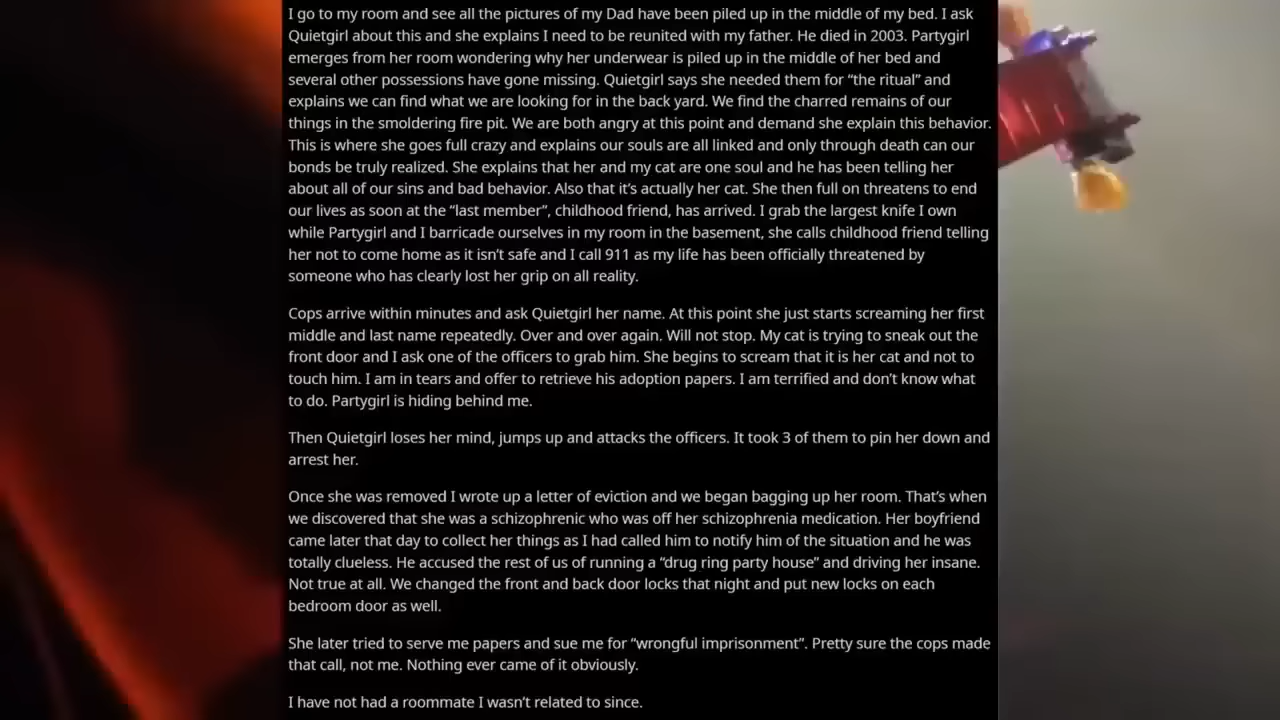 I go to my room and see all the pictures of my Dad have been piled up in the middle of my bed. I ask
Quietgirl about this and she explains I need to be reunited with my father. He died in 2003. Partygirl
emerges from her room wondering why her underwear is piled up in the middle of her bed and
several other possessions have gone missing. Quietgirl says she needed them for “the ritual” and
explains we can find what we are looking for in the back yard. We find the charred remains of our
things in the smoldering fire pit. We are both angry at this point and demand she explain this behavior.
This is where she goes full crazy and explains our souls are all linked and only through death can our
bonds be truly realized. She explains that her and my cat are one soul and he has been telling her
about all of our sins and bad behavior. Also that it’s actually her cat. She then full on threatens to end
our lives as soon at the “last member”, childhood friend, has arrived. I grab the largest knife I own
while Partygirl and I barricade ourselves in my room in the basement, she calls childhood friend telling
her not to come home as it isn’t safe and I call 911 as my life has been officially threatened by
someone who has clearly lost her grip on all reality.
Cops arrive within minutes and ask Quietgirl her name. At this point she just starts screaming her first
middle and last name repeatedly. Over and over again. Will not stop. My cat is trying to sneak out the
front door and I ask one of the officers to grab him. She begins to scream that it is her cat and not to
touch him. I am in tears and offer to retrieve his adoption papers. I am terrified and don’t know what
to do. Partygirl is hiding behind me.
Then Quietgirl loses her mind, jumps up and attacks the officers. It took 3 of them to pin her down and
arrest her.
Once she was removed I wrote up a letter of eviction and we began bagging up her room. That’s when
we discovered that she was a schizophrenic who was off her schizophrenia medication. Her boyfriend
came later that day to collect her things as I had called him to notify him of the situation and he was
totally clueless. He accused the rest of us of running a “drug ring party house” and driving her insane.
Not true at all. We changed the front and back door locks that night and put new locks on each
bedroom door as well.
She later tried to serve me papers and sue me for “wrongful imprisonment”. Pretty sure the cops made
that call, not me. Nothing ever came of it obviously.
I have not had a roommate I wasn’t related to since.